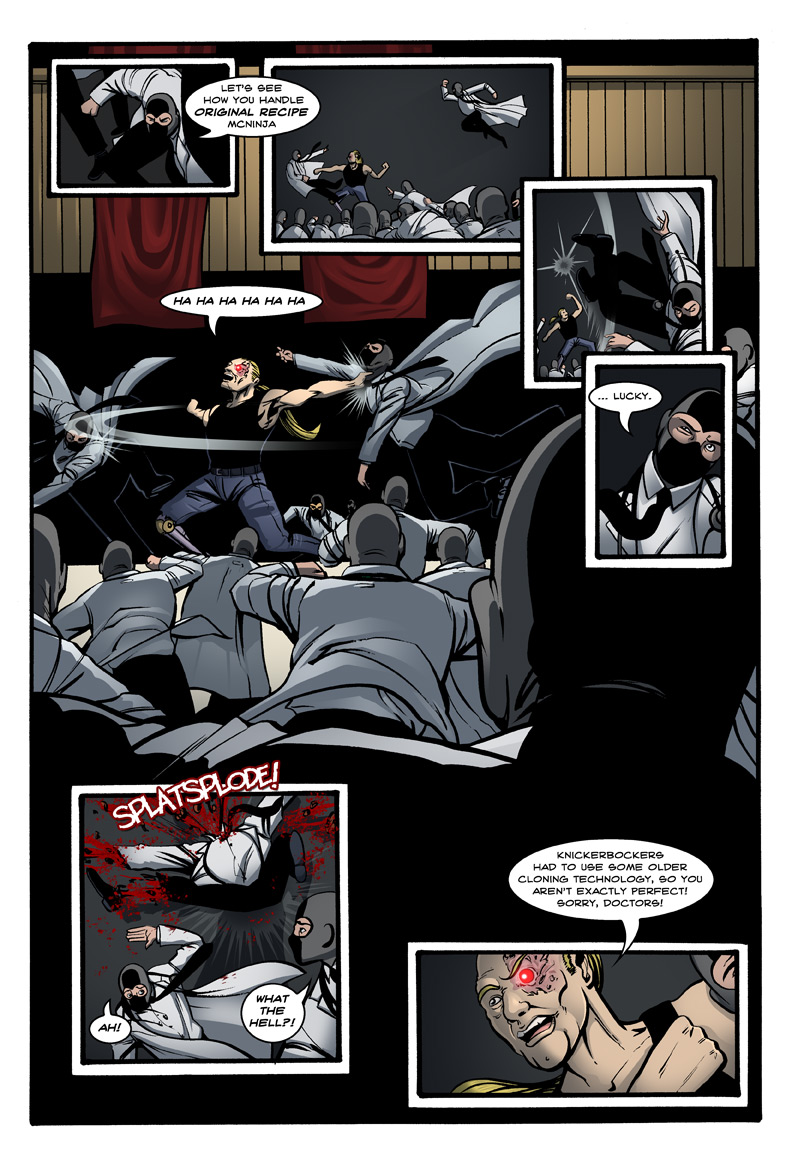 LET'S SEE
HOW YOU HANDLE
ORIGINAL RECIPE
MCNINJA
HA HA HA HA HA HA
... LUCKY.
SPLATSPLODE!
AH!
WHAT
THE
HELL?!
KNICKERBOCKERS
HAD TO USE SOME OLDER
CLONING TECHNOLOGY, SO YOU
AREN'T EXACTLY PERFECT!
SORRY, DOCTORS!